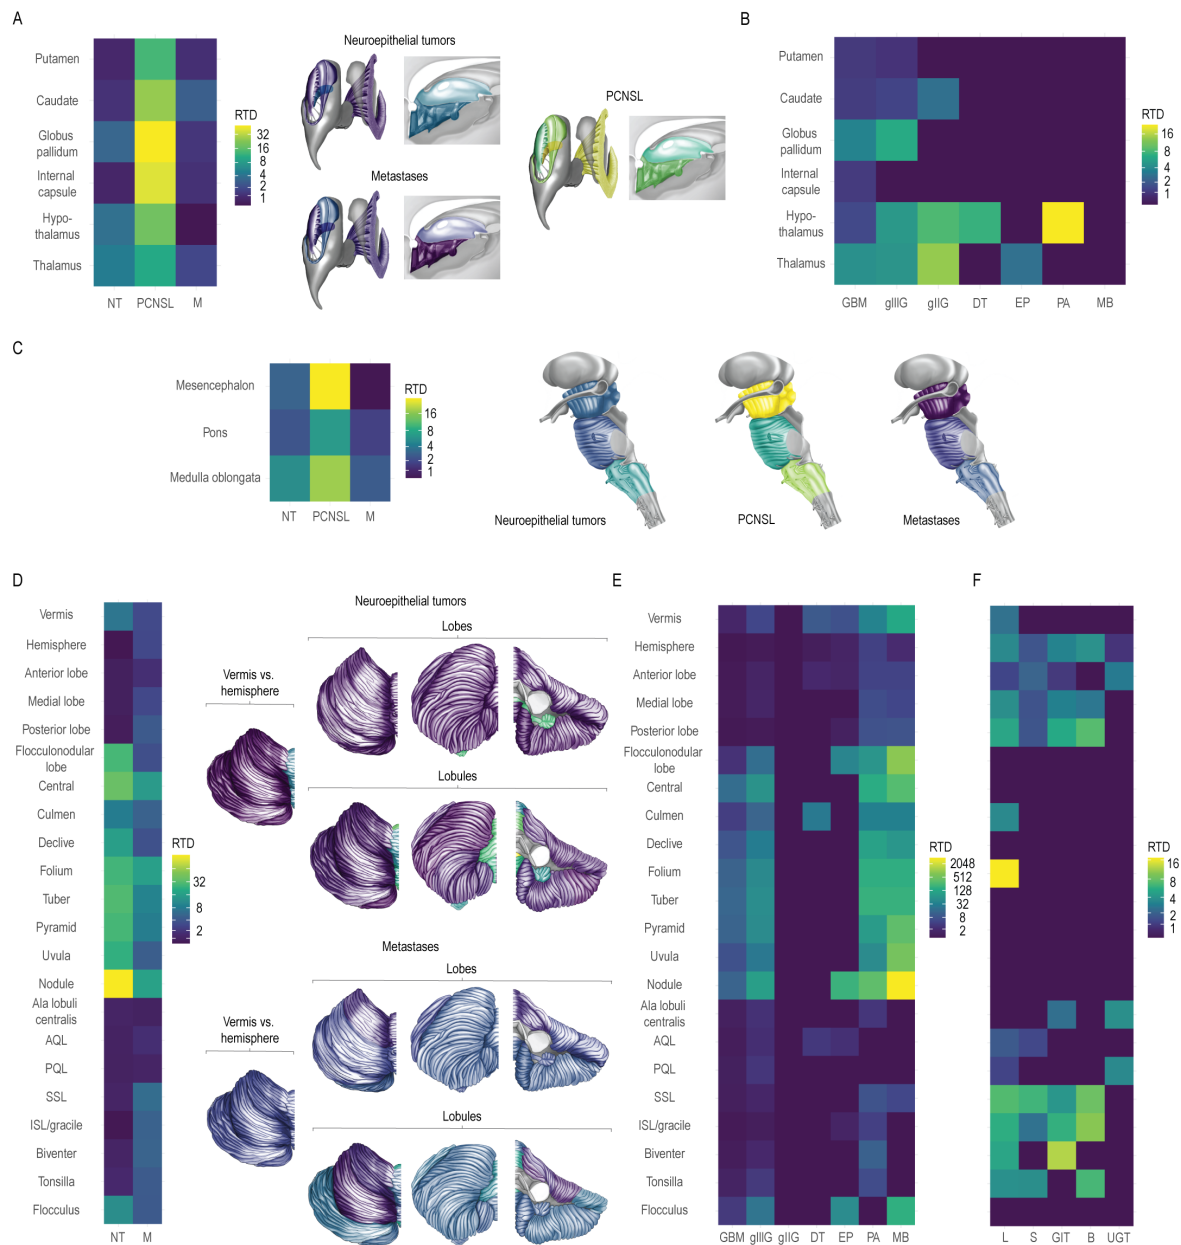 A
Putamen
Caudate
Globus
pallidum
Internal
capsule
Hypo-
thalamus
Thalamus
NT PCNSL M
RTD
32
16
8
4
2
1
Neuroepithelial tumors
Metastases
PCNSL
B
Putamen
Caudate
Globus
pallidum
Internal
capsule
Hypo-
thalamus
Thalamus
GBM gIIIG gIIG DT EP PA MB
RTD
16
8
4
2
1
C
Mesencephalon
Pons
Medulla oblongata
NT PCNSL M
RTD
16
8
4
2
1
Neuroepithelial tumors
PCNSL
Metastases
D
Vermis
Hemisphere
Anterior lobe
Medial lobe
Posterior lobe
Flocculonodular
lobe
Central
Culmen
Declive
Folium
Tuber
Pyramid
Uvula
Nodule
Ala lobuli
centralis
AQL
PQL
SSL
ISL/gracile
Biventer
Tonsilla
Flocculus
NT M
RTD
32
8
2
Neuroepithelial tumors
Lobes
Vermis vs.
hemisphere
Lobules
Metastases
Lobes
Vermis vs.
hemisphere
Lobules
E
Vermis
Hemisphere
Anterior lobe
Medial lobe
Posterior lobe
Flocculonodular
lobe
Central
Culmen
Declive
Folium
Tuber
Pyramid
Uvula
Nodule
Ala lobuli
centralis
AQL
PQL
SSL
ISL/gracile
Biventer
Tonsilla
Flocculus
GBM gIIIG gIIG DT EP PA MB
RTD
2048
512
128
32
8
2
F
L S GIT B UGT
RTD
16
8
4
2
1